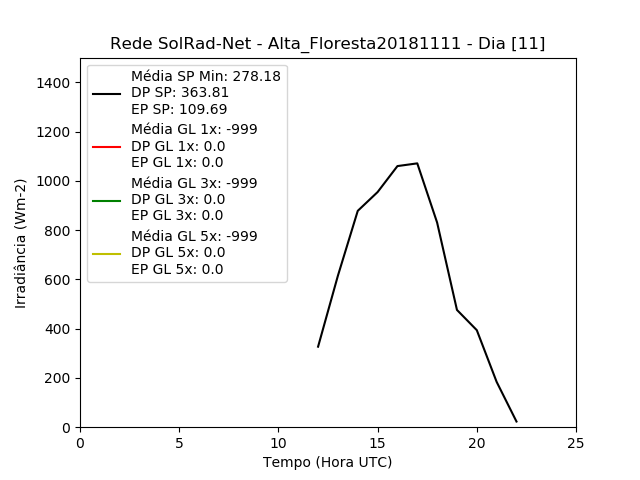 Rede SolRad-Net - Alta_Floresta20181111 - Dia [11]
Média SP Min: 278.18
DP SP: 363.81
EP SP: 109.69
Média GL 1x: -999
DP GL 1x: 0.0
EP GL 1x: 0.0
Média GL 3x: -999
DP GL 3x: 0.0
EP GL 3x: 0.0
Média GL 5x: -999
DP GL 5x: 0.0
EP GL 5x: 0.0
Irradiância (Wm-2)
1400
1200
1000
800
600
400
200
0
0 5 10 15 20 25
Tempo (Hora UTC)